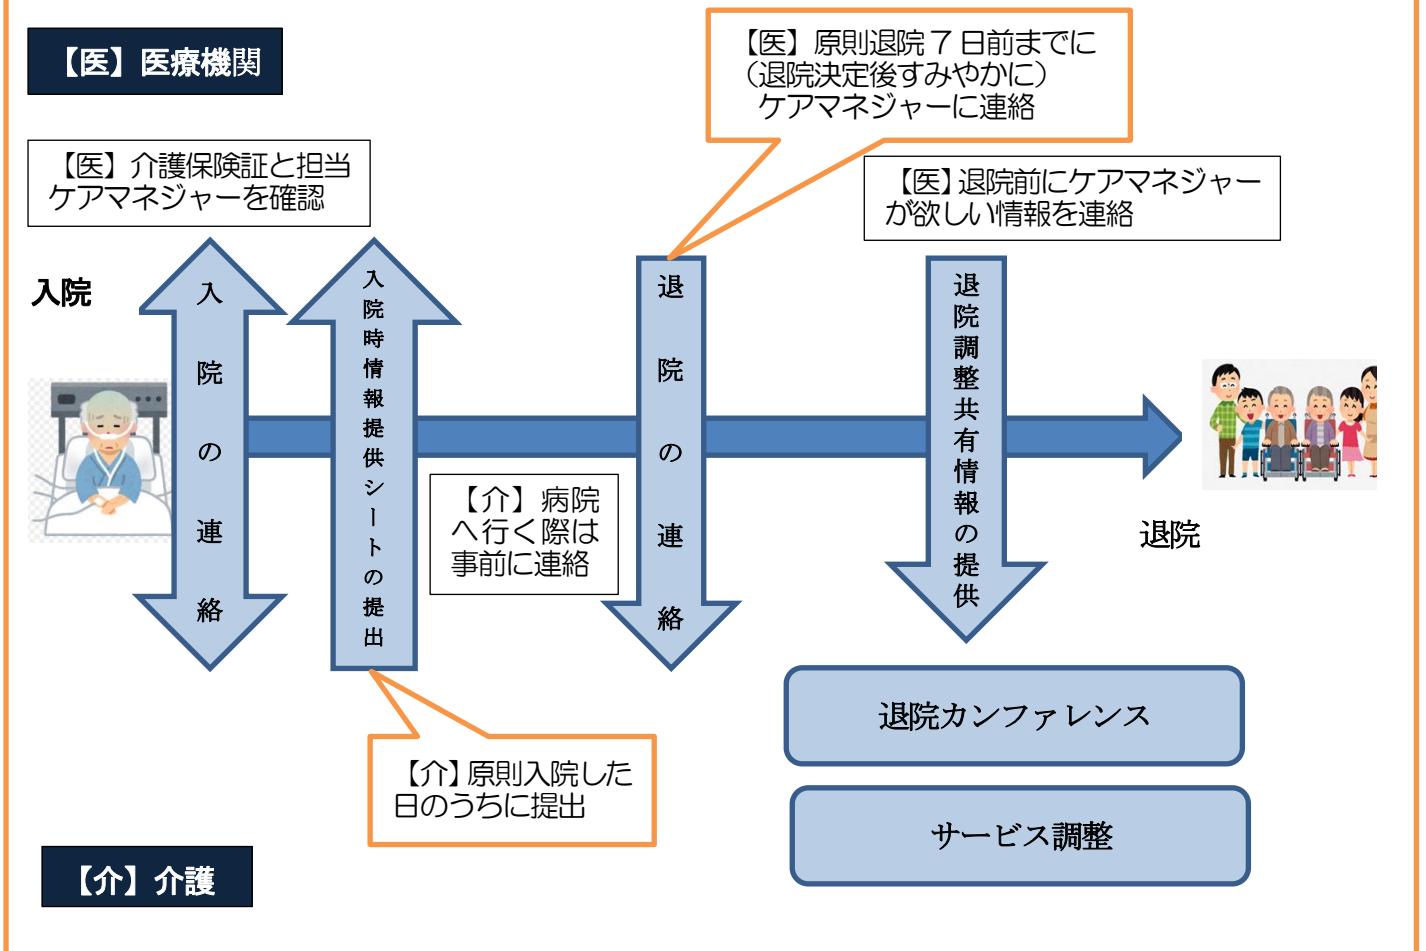 【医】医療機関
【医】原則退院７日前までに
（退院決定後すみやかに）
ケアマネジャーに連絡
【医】介護保険証と担当
ケアマネジャーを確認
【医】退院前にケアマネジャー
が欲しい情報を連絡
入院
入院の連絡
入院時情報提供シートの提出
退院の連絡
退院調整共有情報の提供
【介】病院
へ行く際は
事前に連絡
退院
退院カンファレンス
【介】原則入院した
日のうちに提出
サービス調整
【介】介護